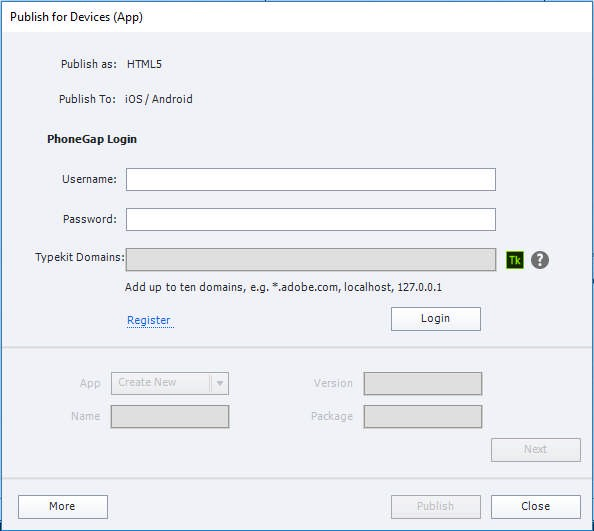 Publish for Devices (App)
Publish as: HTML5
Publish To: iOS / Android
PhoneGap Login
Username:
Password:
Typekit Domains: Tk ?
Add up to ten domains, e.g. *.adobe.com, localhost, 127.0.0.1
Register Login
App Create New Version
Name Package
Next
More Publish Close